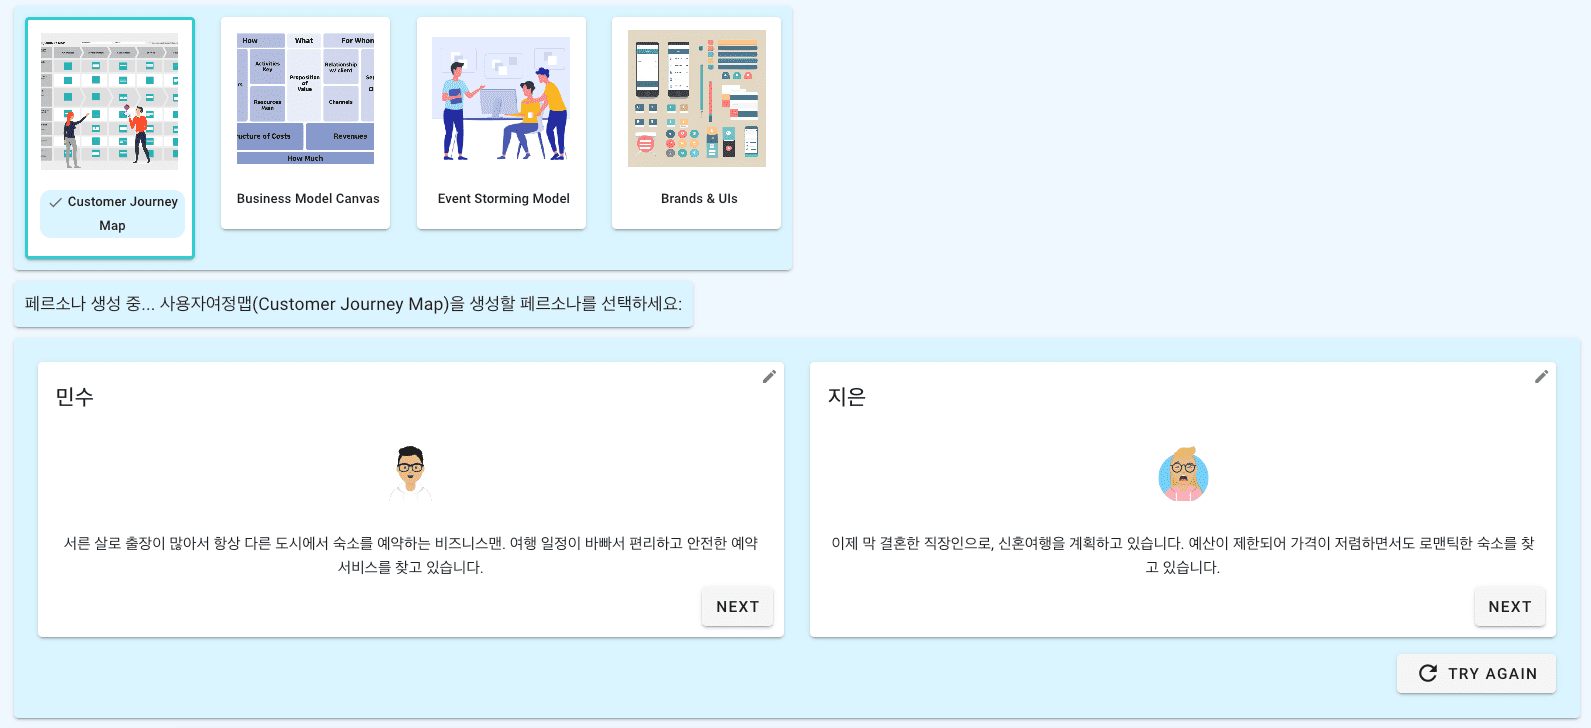 How
What
For Whom
Activities
Key
Relationship
w/ client
Proposition
of
Value
Resources
Main
Channels
ructure of Costs
Revenues
How Much
Customer Journey
Map
Business Model Canvas
Event Storming Model
Brands & UIs
페르소나 생성 중... 사용자여정맵(Customer Journey Map)을 생성할 페르소나를 선택하세요:
민수
서른 살로 출장이 많아서 항상 다른 도시에서 숙소를 예약하는 비즈니스맨. 여행 일정이 바빠서 편리하고 안전한 예약
서비스를 찾고 있습니다.
NEXT
지은
이제 막 결혼한 직장인으로, 신혼여행을 계획하고 있습니다. 예산이 제한되어 가격이 저렴하면서도 로맨틱한 숙소를 찾
고 있습니다.
NEXT
TRY AGAIN